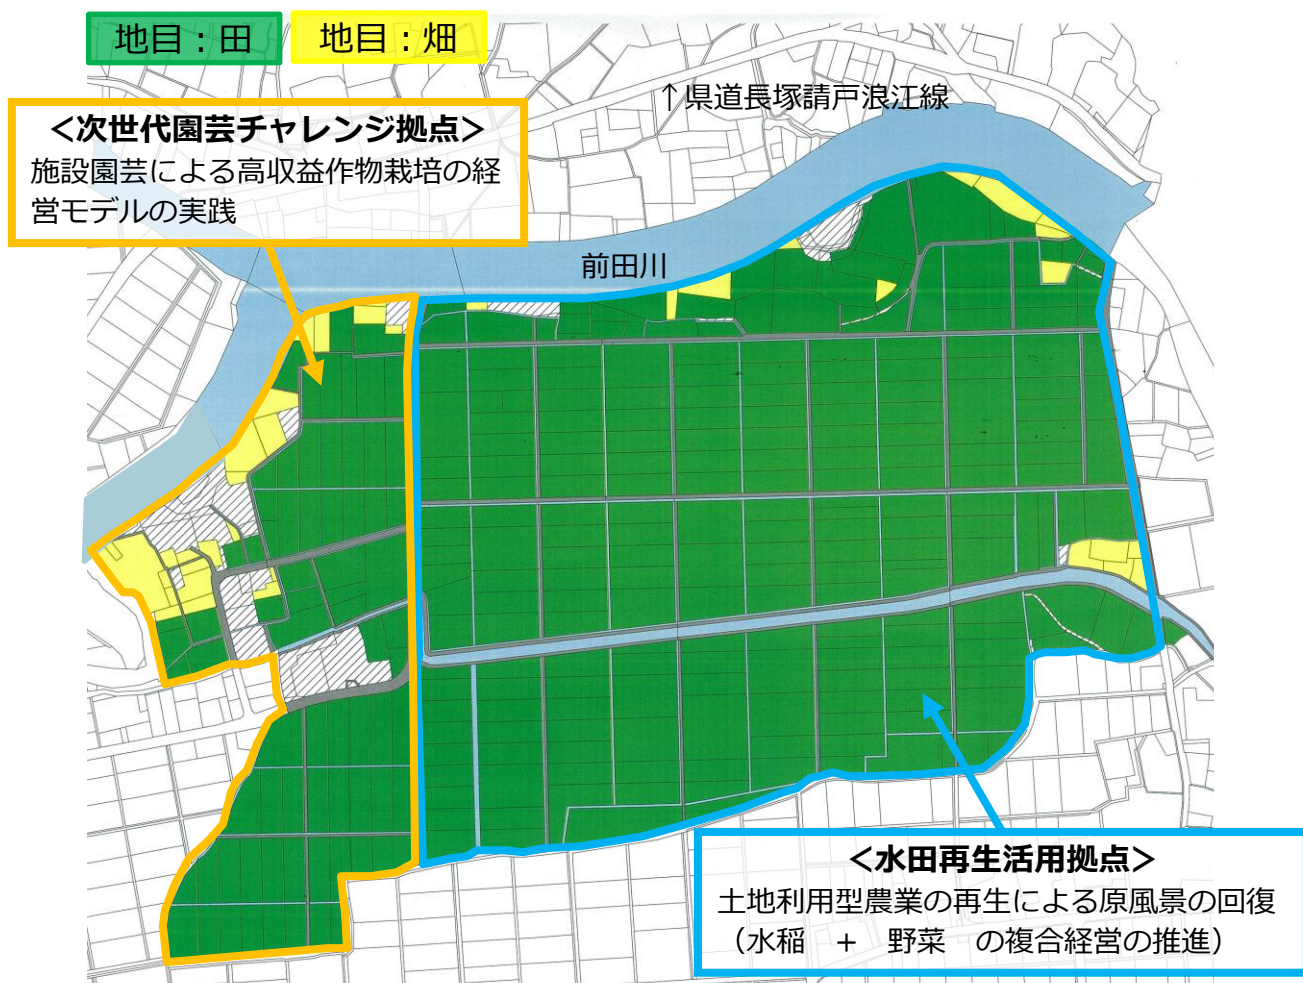 地目：田
地目：畑
↑県道長塚請戸浪江線
＜次世代園芸チャレンジ拠点＞
施設園芸による高収益作物栽培の経
営モデルの実践
前田川
＜水田再生活用拠点＞
土地利用型農業の再生による原風景の回復
（水稲　＋　野菜　の複合経営の推進）